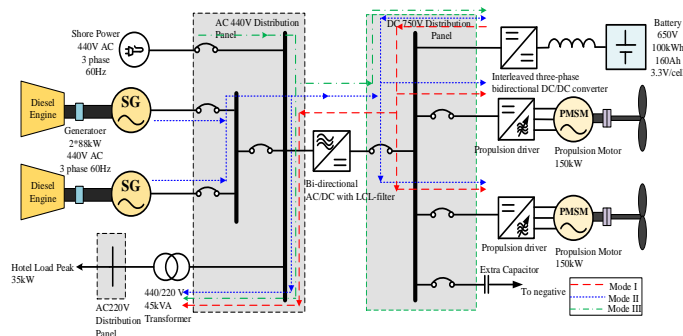 Shore Power
440V AC
3 phase
60Hz
AC 440V Distribution
Panel
DC 750V Distribution
Panel
Battery
650V
100kWh
160Ah
3.3V/cell
Interleaved three-phase
bidirectional DC/DC converter
Diesel
Engine
SG
Generatoer
2*88kW
440V AC
3 phase 60Hz
Diesel
Engine
SG
Bi-directional
AC/DC with LCL-filter
PMSM
Propulsion driver
Propulsion Motor
150kW
PMSM
Propulsion driver
Propulsion Motor
150kW
Hotel Load Peak
35kW
AC220V
Distribution
Panel
440/220 V
45kVA
Transformer
Extra Capacitor
To negative
Mode I
Mode II
Mode III